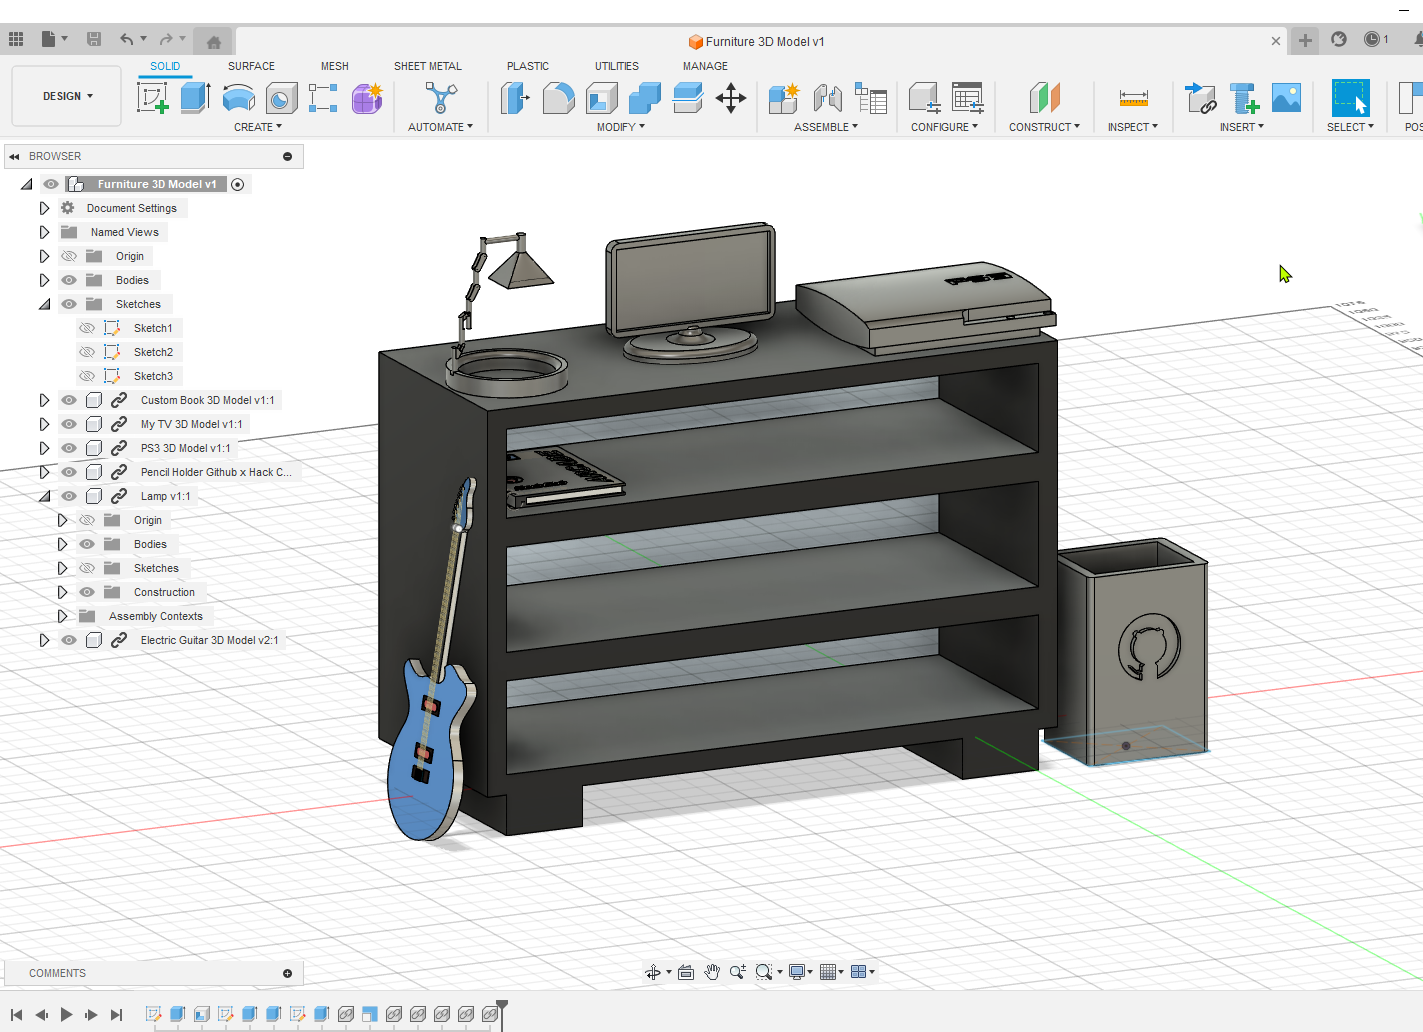 Furniture 3D Model v1
1
DESIGN
SOLID
SURFACE
MESH
SHEET METAL
PLASTIC
UTILITIES
MANAGE
CREATE
AUTOMATE
MODIFY
ASSEMBLE
CONFIGURE
CONSTRUCT
INSPECT
INSERT
SELECT
POS
BROWSER
Furniture 3D Model v1
Document Settings
Named Views
Origin
Bodies
Sketches
Sketch1
Sketch2
Sketch3
Custom Book 3D Model v1:1
My TV 3D Model v1:1
PS3 3D Model v1:1
Pencil Holder Github x Hack C...
Lamp v1:1
Origin
Bodies
Sketches
Construction
Assembly Contexts
Electric Guitar 3D Model v2:1
PS3
COMMENTS